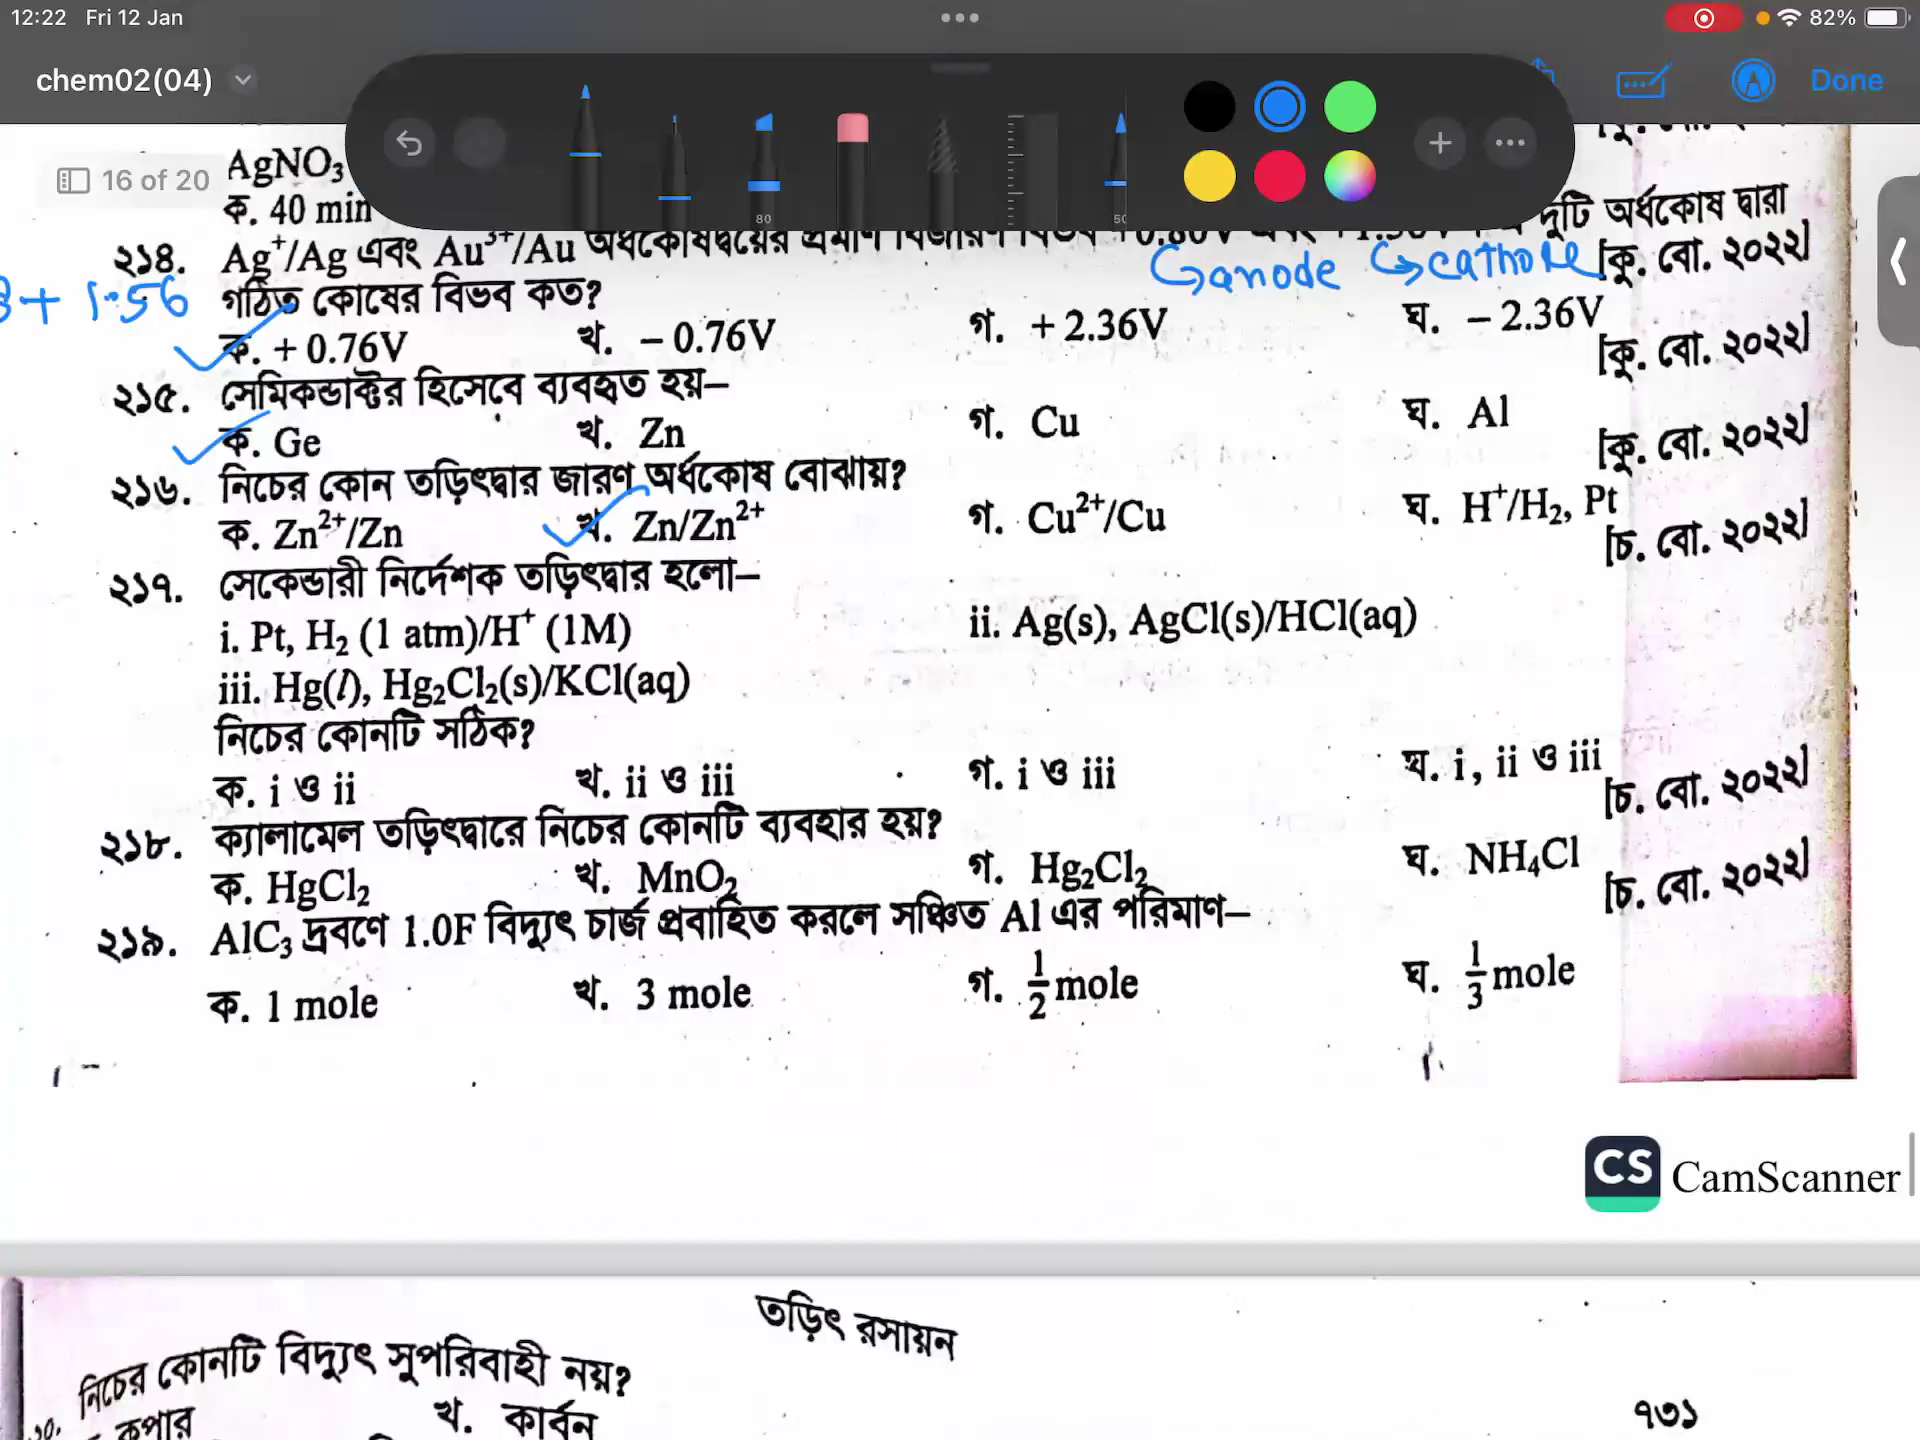 12:22 Fri 12 Jan
82%
chem02(04)
Done
16 of 20
80
50
AgNO₃
ক. 40 min
দুটি অর্ধকোষ দ্বারা
২১৪. Ag⁺/Ag এবং Au³⁺/Au অর্ধকোষদ্বয়ের প্রমাণ বিজারণ বিভব
anode cathode [কু. বো. ২০২২]
+ 1.56 গঠিত কোষের বিভব কত?
ক. + 0.76V খ. – 0.76V গ. + 2.36V ঘ. – 2.36V
২১৫. সেমিকন্ডাক্টর হিসেবে ব্যবহৃত হয়– [কু. বো. ২০২২]
ক. Ge খ. Zn গ. Cu ঘ. Al
২১৬. নিচের কোন তড়িৎদ্বার জারণ অর্ধকোষ বোঝায়? [কু. বো. ২০২২]
ক. Zn²⁺/Zn খ. Zn/Zn²⁺ গ. Cu²⁺/Cu ঘ. H⁺/H₂, Pt
২১৭. সেকেন্ডারী নির্দেশক তড়িৎদ্বার হলো– [চ. বো. ২০২২]
i. Pt, H₂ (1 atm)/H⁺ (1M) ii. Ag(s), AgCl(s)/HCl(aq)
iii. Hg(l), Hg₂Cl₂(s)/KCl(aq)
নিচের কোনটি সঠিক?
ক. i ও ii খ. ii ও iii গ. i ও iii ঘ. i, ii ও iii
২১৮. ক্যালামেল তড়িৎদ্বারে নিচের কোনটি ব্যবহার হয়? [চ. বো. ২০২২]
ক. HgCl₂ খ. MnO₂ গ. Hg₂Cl₂ ঘ. NH₄Cl
২১৯. AlC₃ দ্রবণে 1.0F বিদ্যুৎ চার্জ প্রবাহিত করলে সঞ্চিত Al এর পরিমাণ– [চ. বো. ২০২২]
ক. 1 mole খ. 3 mole গ. 1/2 mole ঘ. 1/3 mole
CS CamScanner
তড়িৎ রসায়ন
৭৩১
নিচের কোনটি বিদ্যুৎ সুপরিবাহী নয়?
কপার খ. কার্বন